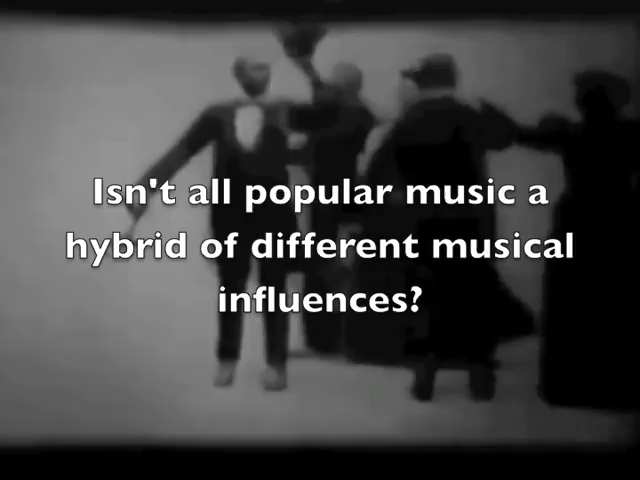 Isn't all popular music a
hybrid of different musical
influences?